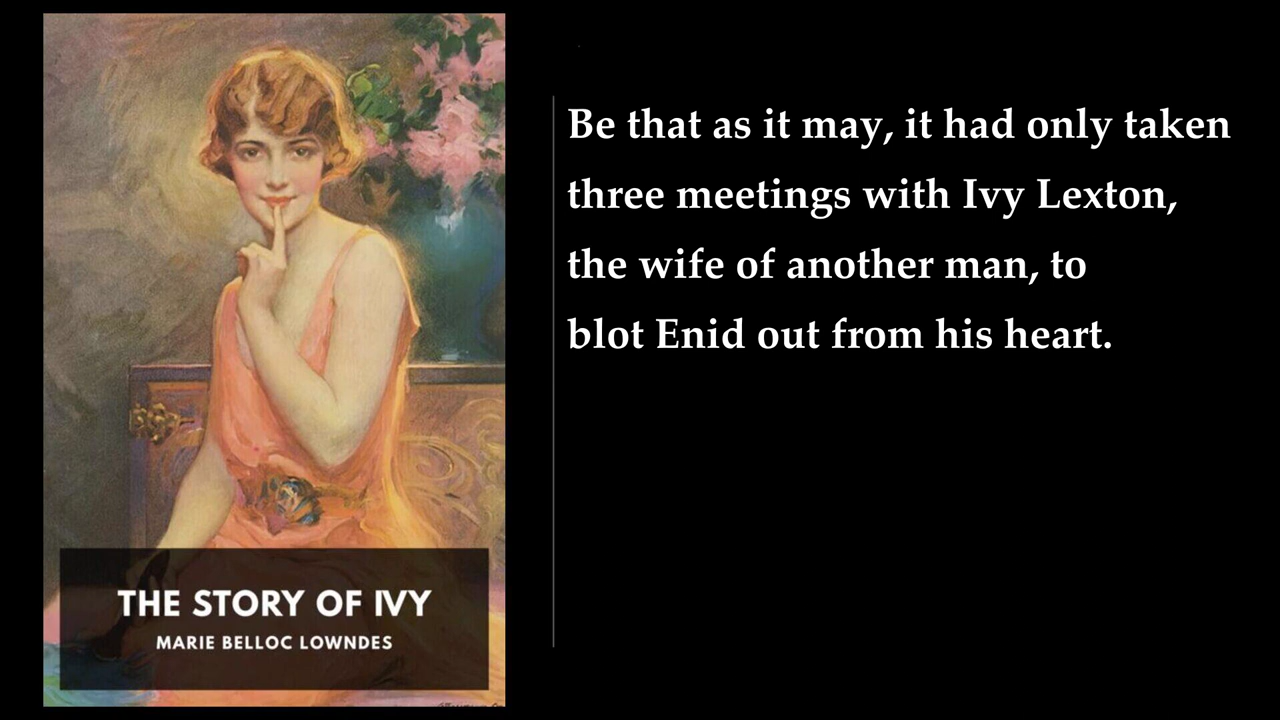 Be that as it may, it had only taken
three meetings with Ivy Lexton,
the wife of another man, to
blot Enid out from his heart.
THE STORY OF IVY
MARIE BELLOC LOWNDES